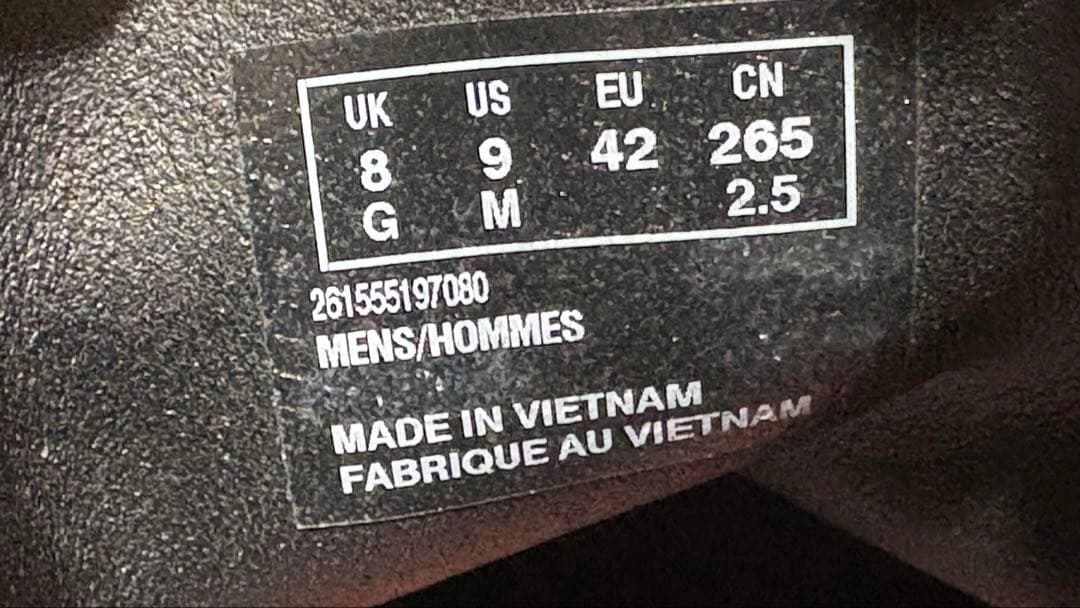 UK US EU CN
8 9 42 265
G M 2.5
261555197080
MENS/HOMMES
MADE IN VIETNAM
FABRIQUE AU VIETNAM